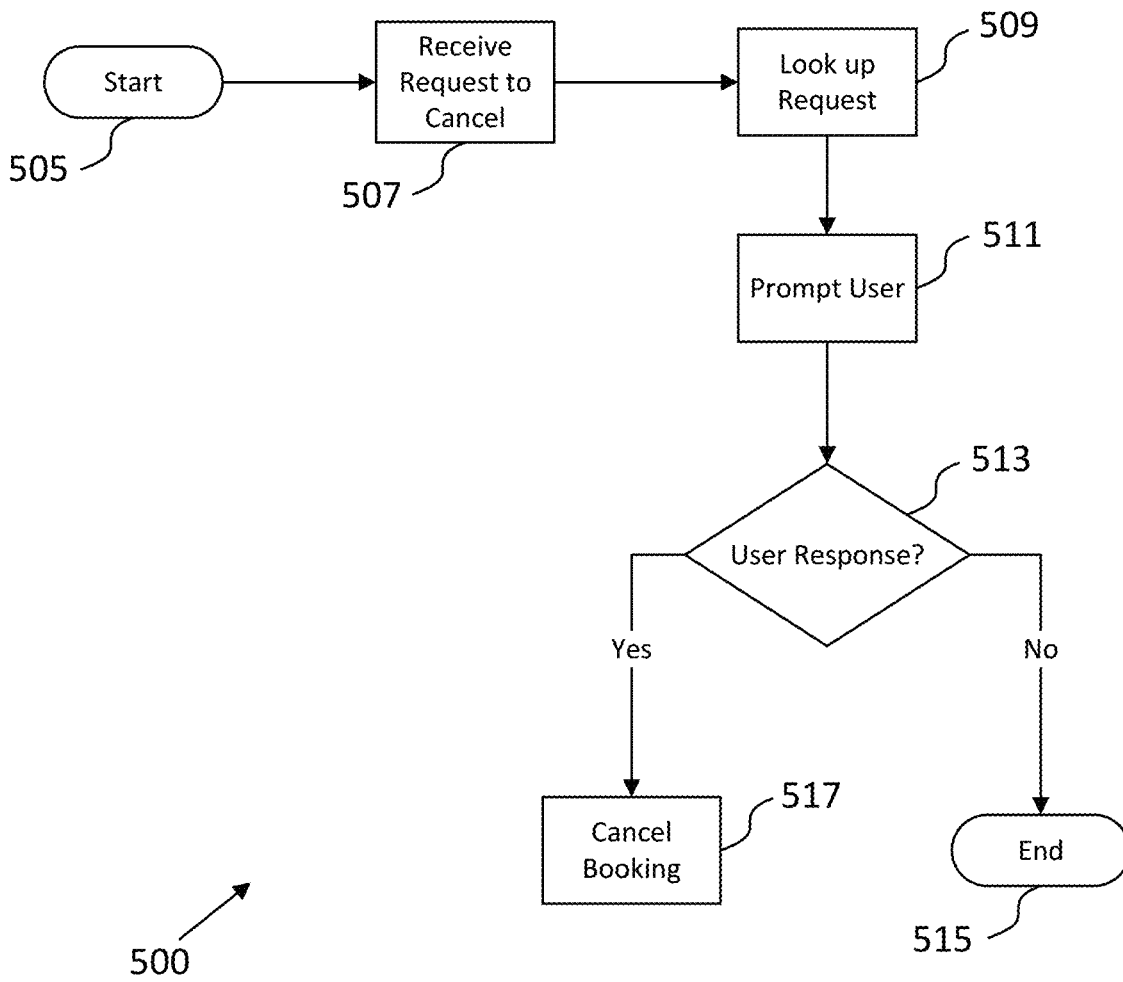 509
Start
Receive
Request to
Cancel
Look up
Request
505
507
511
Prompt User
513
User Response?
Yes
No
517
Cancel
Booking
End
515
500